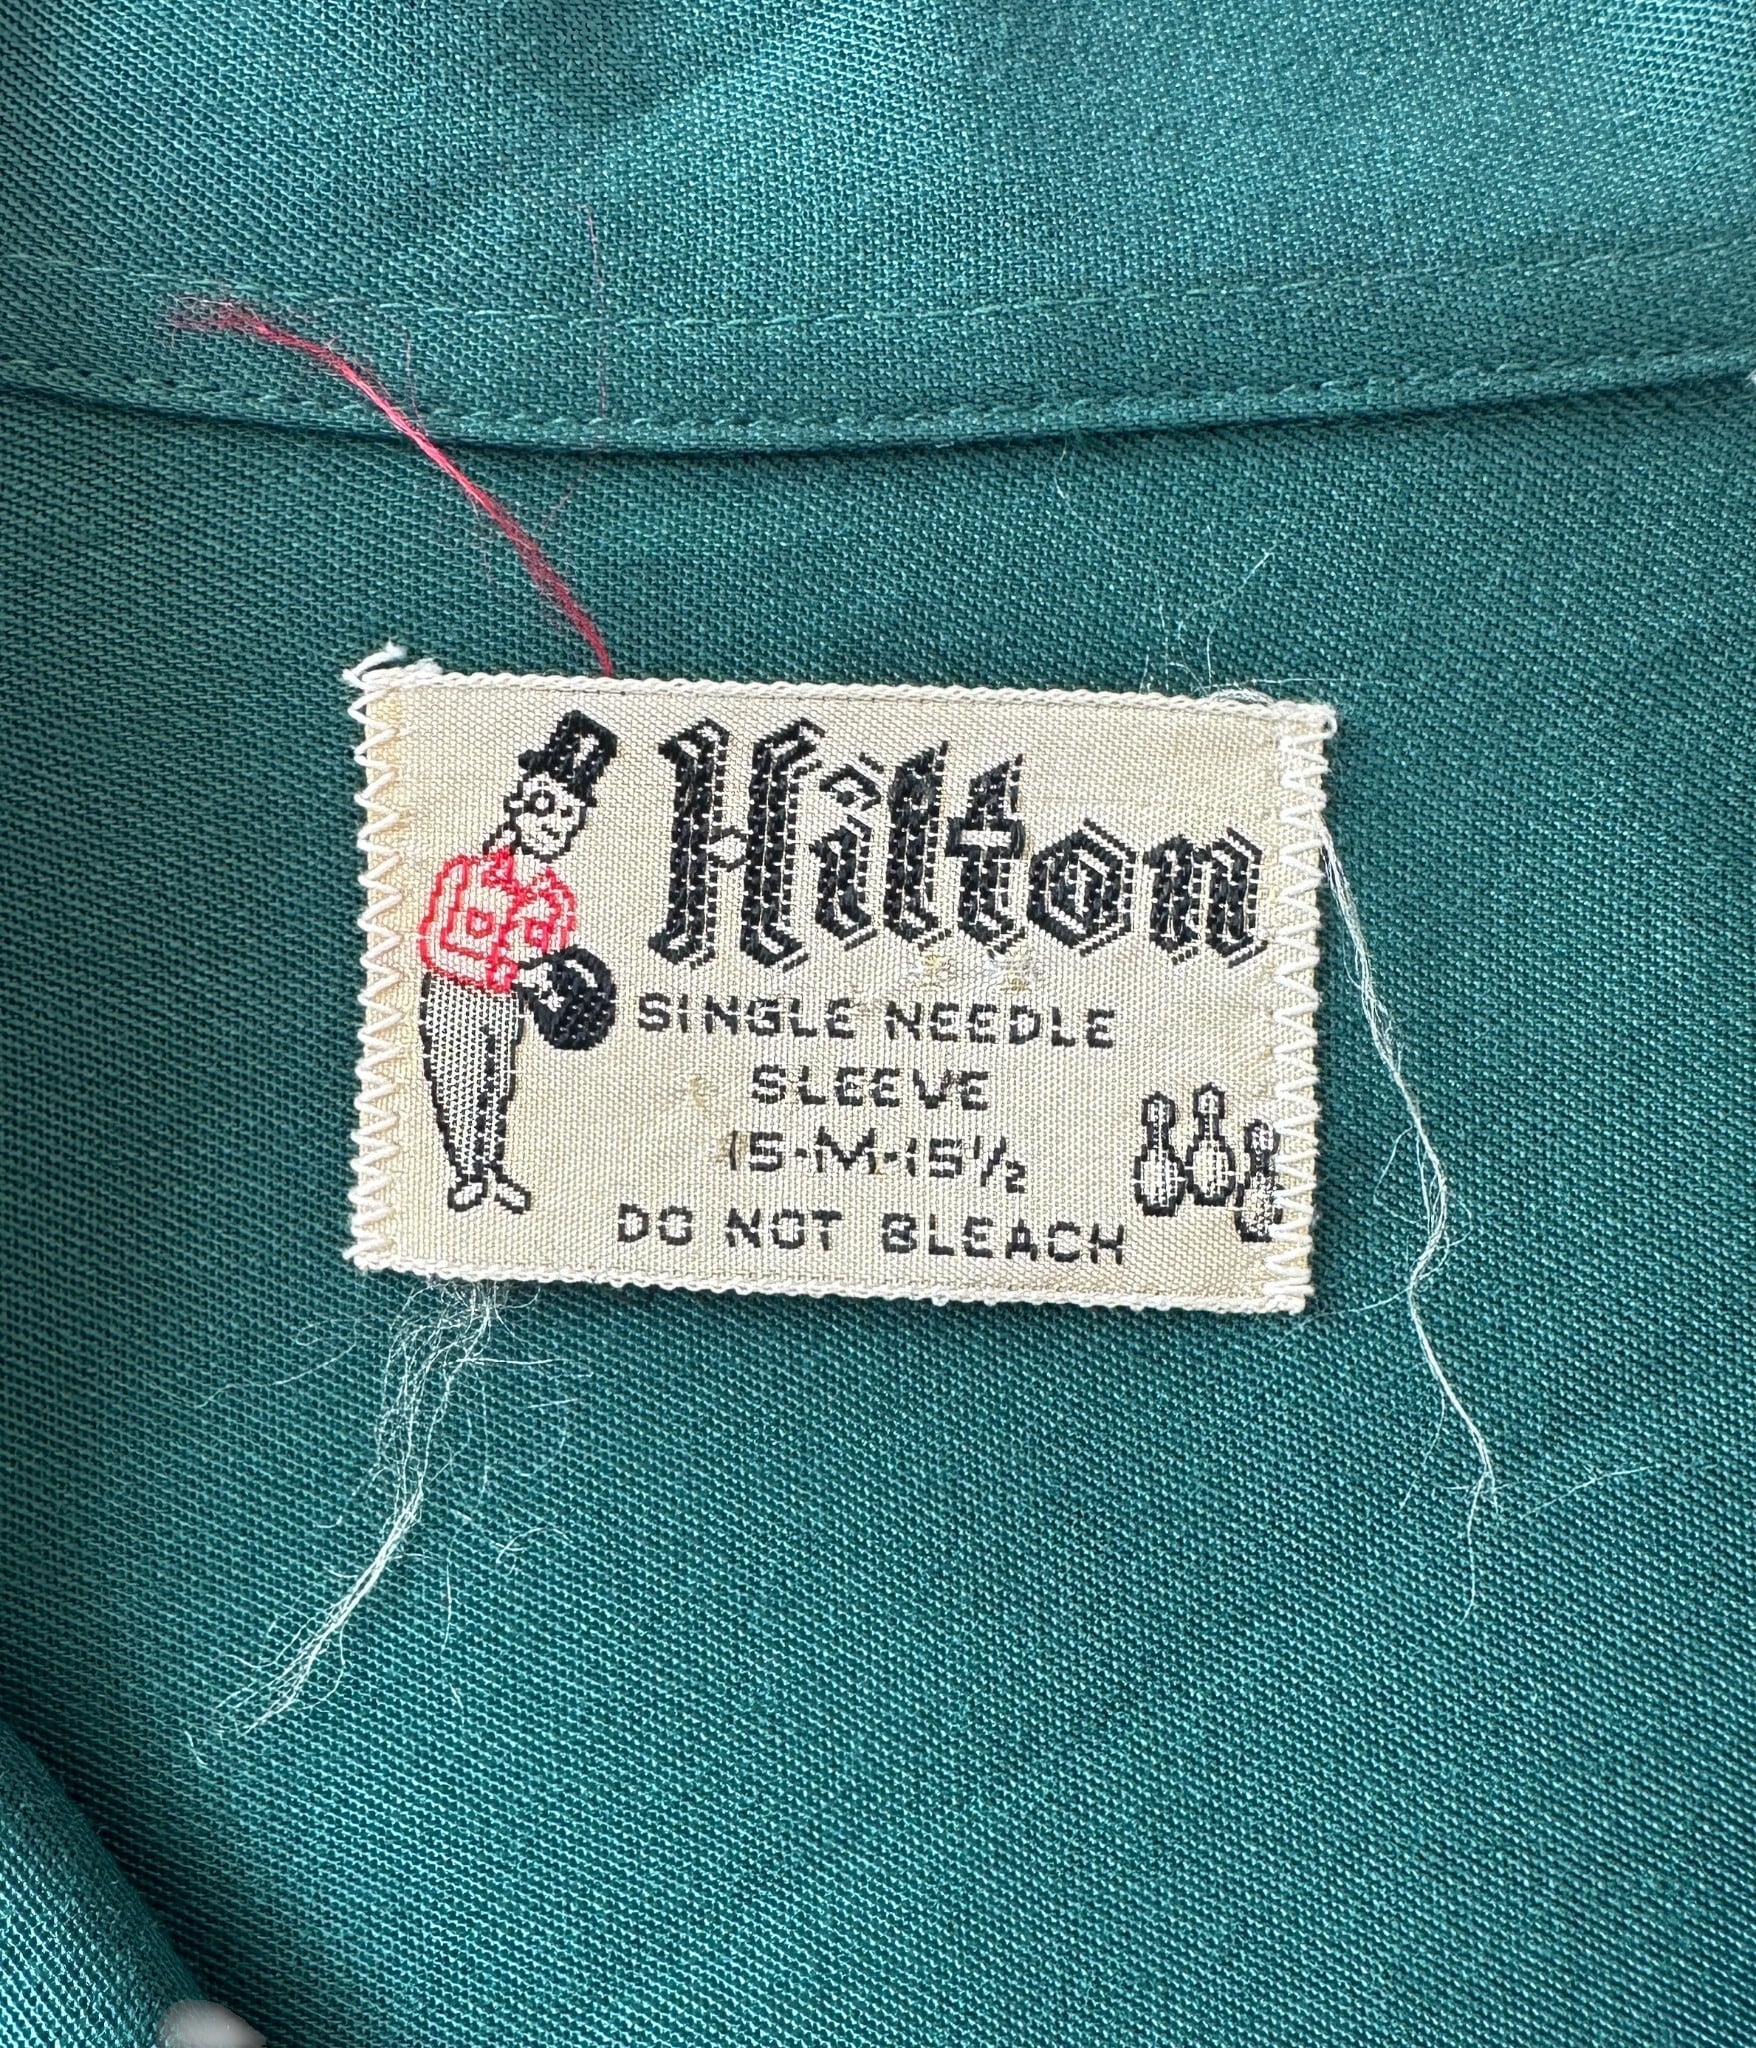 Hilton
SINGLE NEEDLE
SLEEVE
15-M-15½
DO NOT BLEACH